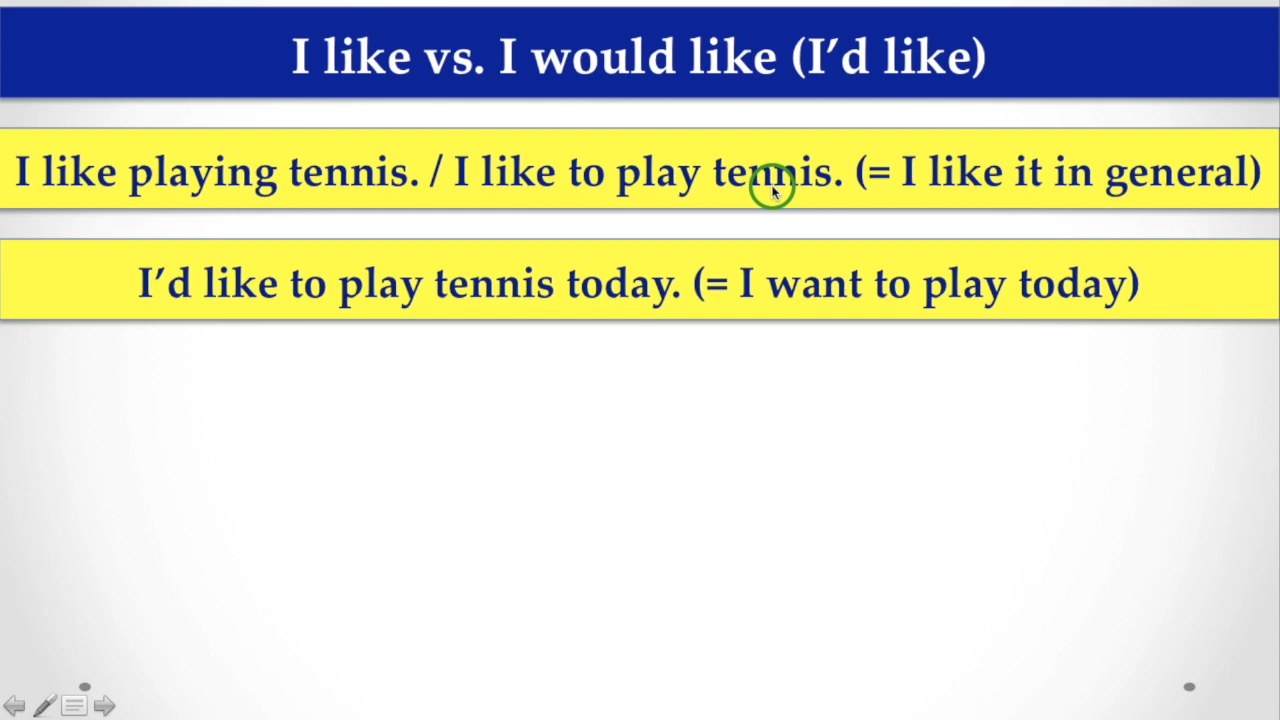 I like vs. I would like (I’d like)
I like playing tennis. / I like to play tennis. (= I like it in general)
I’d like to play tennis today. (= I want to play today)